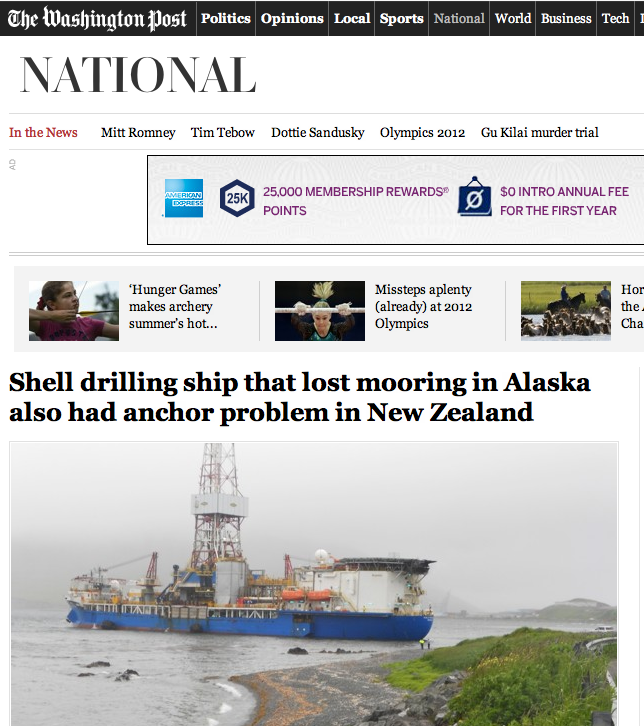 The Washington Post Politics Opinions Local Sports National World Business Tech
NATIONAL
In the News Mitt Romney Tim Tebow Dottie Sandusky Olympics 2012 Gu Kilai murder trial
AD
AMERICAN EXPRESS
25K
25,000 MEMBERSHIP REWARDS®
POINTS
$0 INTRO ANNUAL FEE
FOR THE FIRST YEAR
‘Hunger Games’
makes archery
summer's hot...
Missteps aplenty
(already) at 2012
Olympics
Hor
the
Cha
Shell drilling ship that lost mooring in Alaska
also had anchor problem in New Zealand